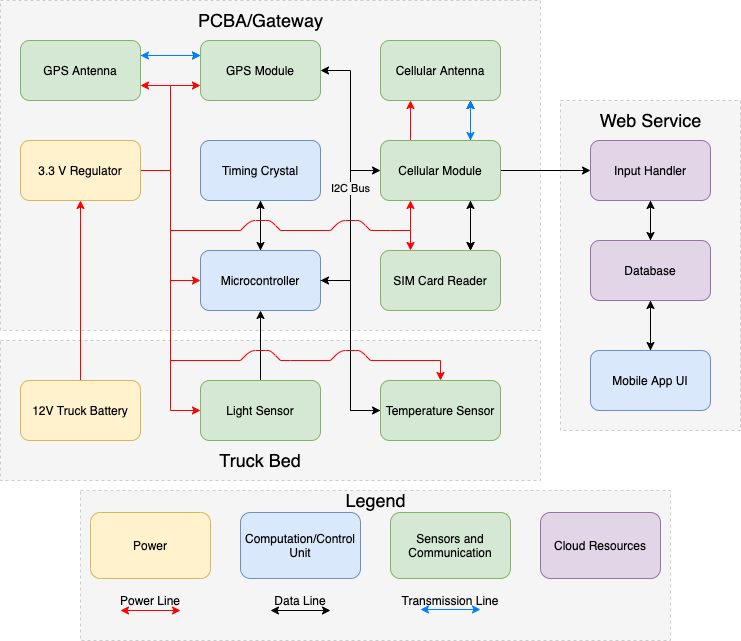 PCBA/Gateway
GPS Antenna
GPS Module
Cellular Antenna
3.3 V Regulator
Timing Crystal
Cellular Module
I2C Bus
Microcontroller
SIM Card Reader
12V Truck Battery
Light Sensor
Temperature Sensor
Truck Bed
Web Service
Input Handler
Database
Mobile App UI
Legend
Power
Computation/Control
Unit
Sensors and
Communication
Cloud Resources
Power Line
Data Line
Transmission Line